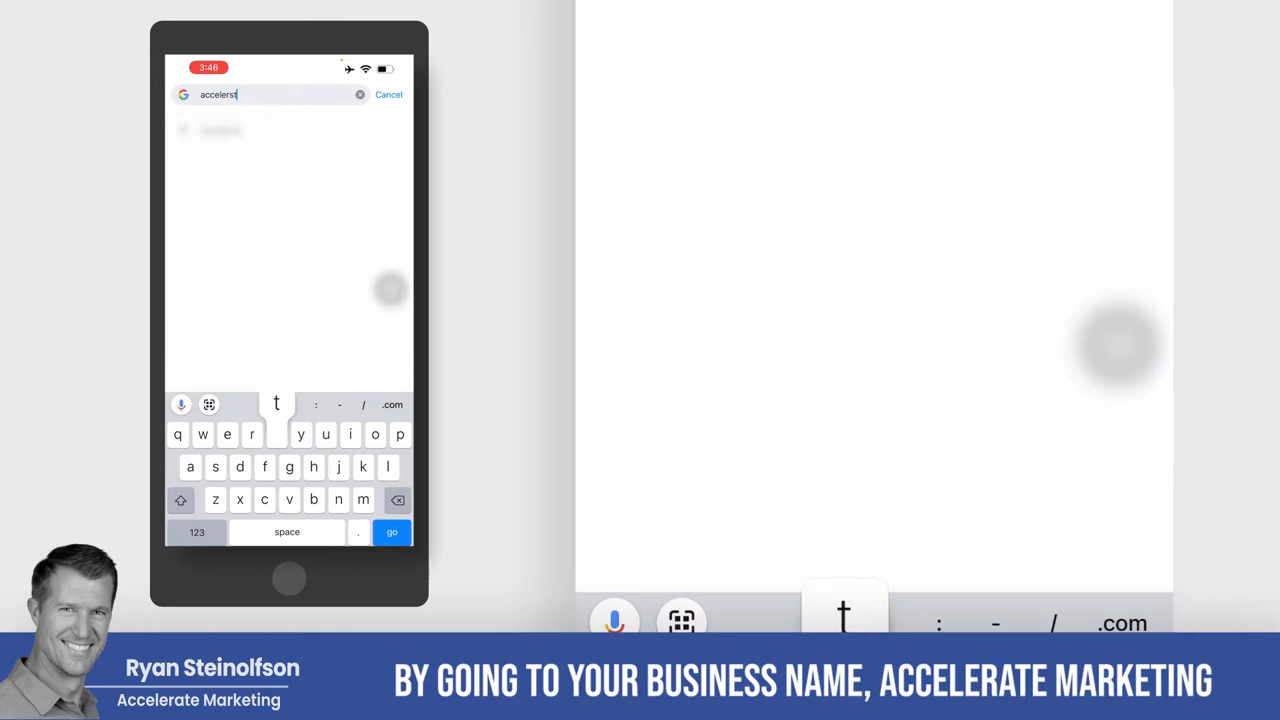 3:46
accelerst
Cancel
t
: - / .com
q w e r y u i o p
a s d f g h j k l
z x c v b n m
123 space . go
t
: - / .com
Ryan Steinolfson
Accelerate Marketing
BY GOING TO YOUR BUSINESS NAME, ACCELERATE MARKETING